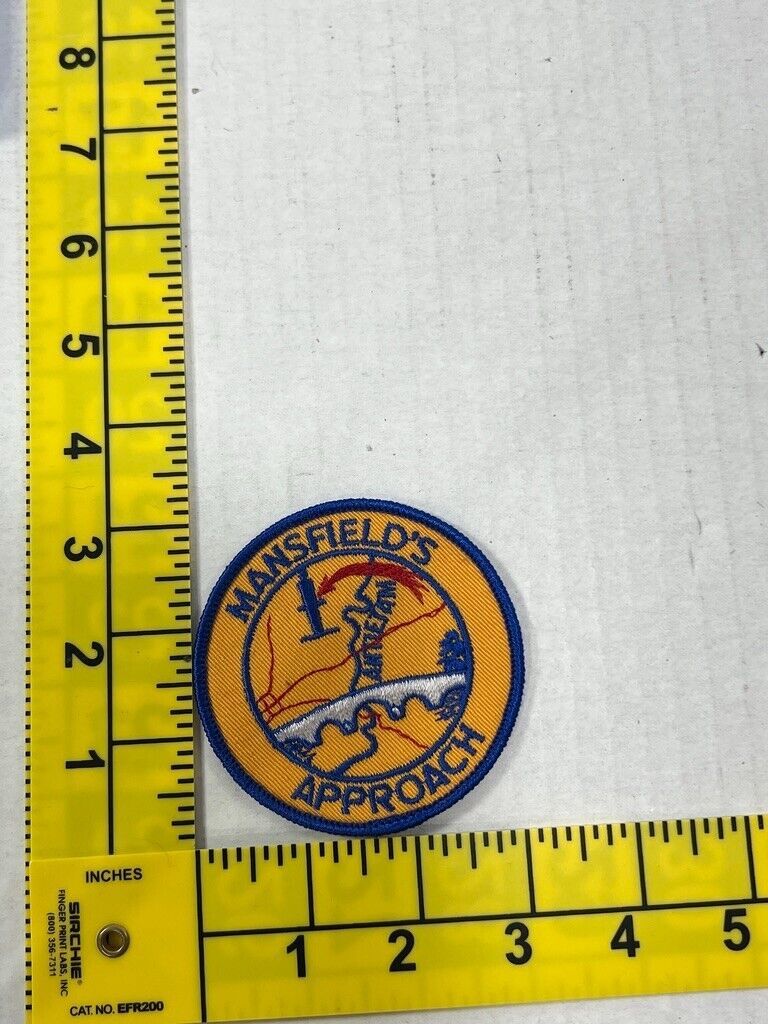 8
7
6
5
4
3
2
1
MANSFIELD'S
ANTIETAM
APPROACH
INCHES
SIRCHIE®
FINGER PRINT LABS, INC
(800) 356-7311
CAT. NO. EFR200
1 2 3 4 5